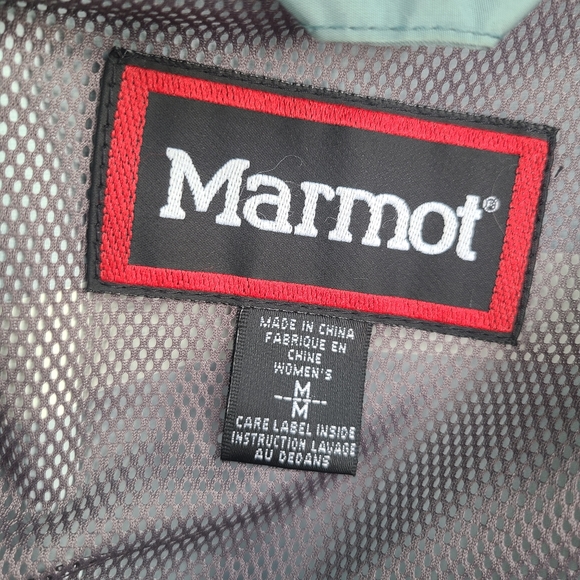 Marmot®
MADE IN CHINA
FABRIQUE EN
CHINE
WOMEN'S
M
M
CARE LABEL INSIDE
INSTRUCTION LAVAGE
AU DEDANS